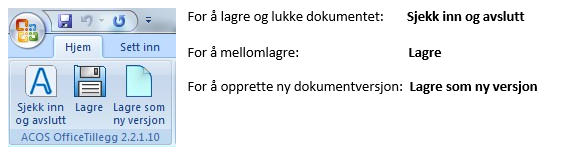 For å lagre og lukke dokumentet: Sjekk inn og avslutt
Hjem Sett inn
For å mellomlagre: Lagre
Sjekk inn og avslutt
Lagre
Lagre som ny versjon
For å opprette ny dokumentversjon: Lagre som ny versjon
ACOS OfficeTillegg 2.2.1.10